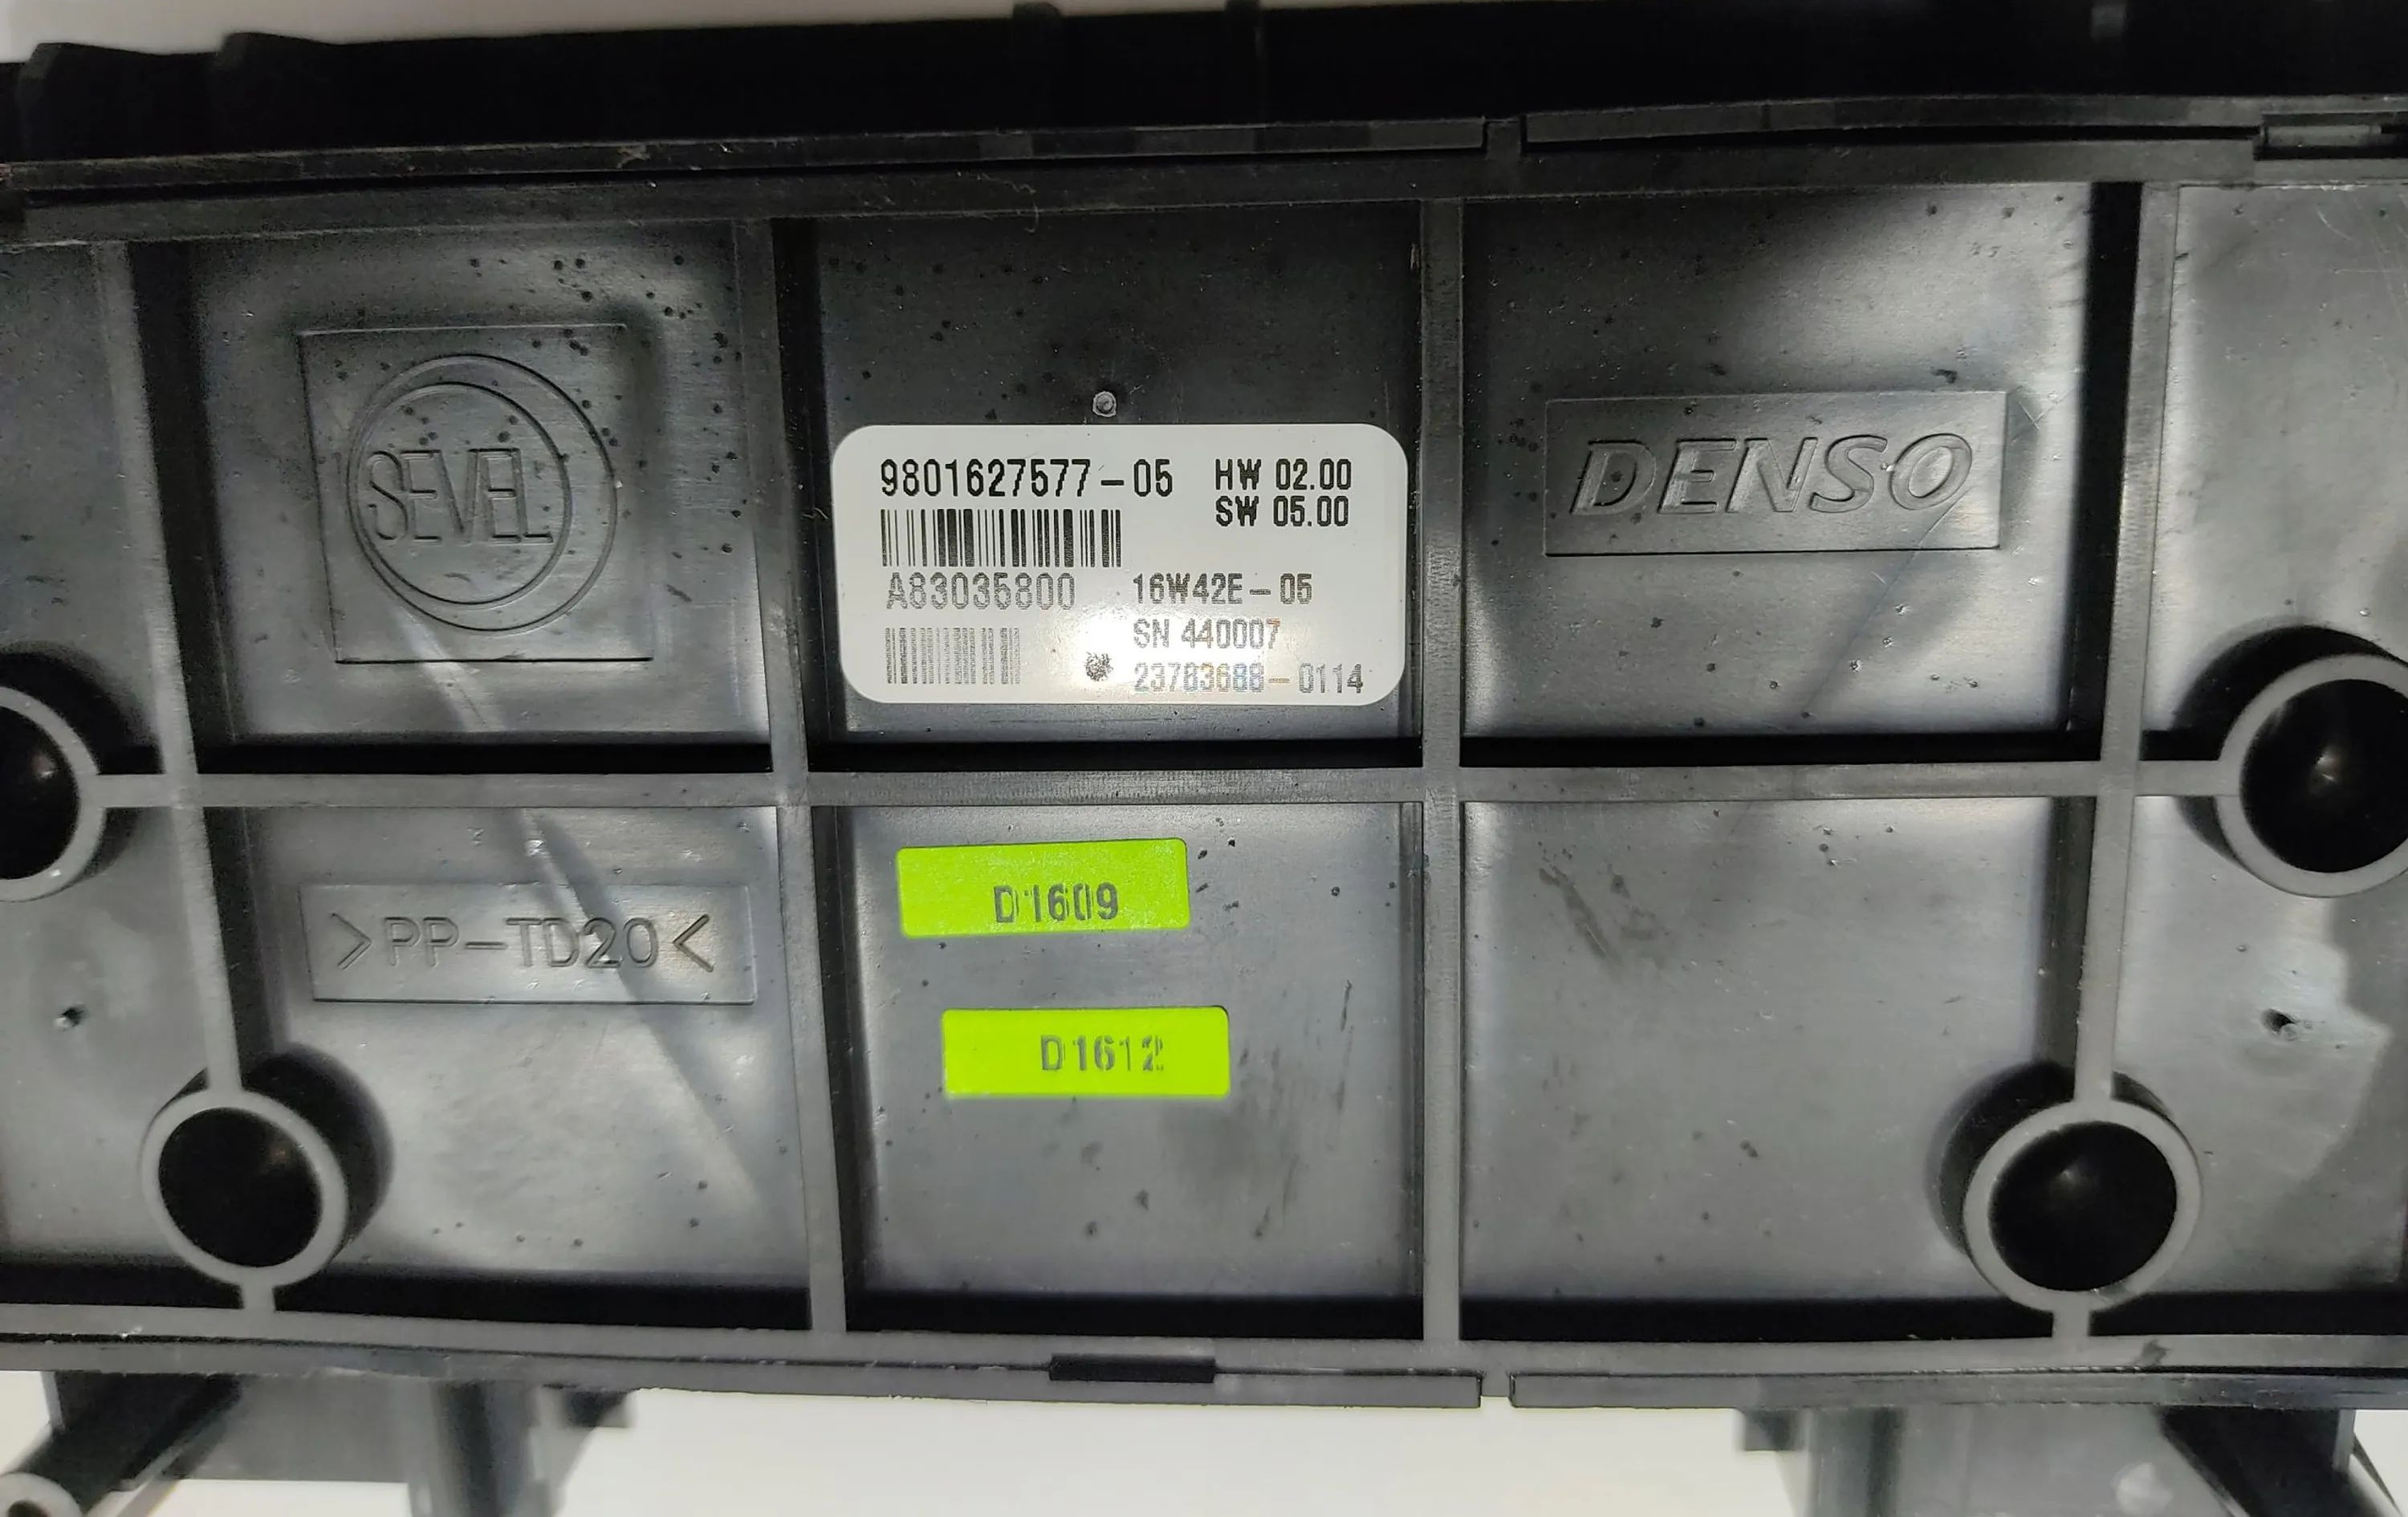 SEVEL
9801627577-05 HW 02.00
SW 05.00
A83035800 16W42E-05
SN 440007
23783688-0114
DENSO
>PP-TD20<
D1609
D1612